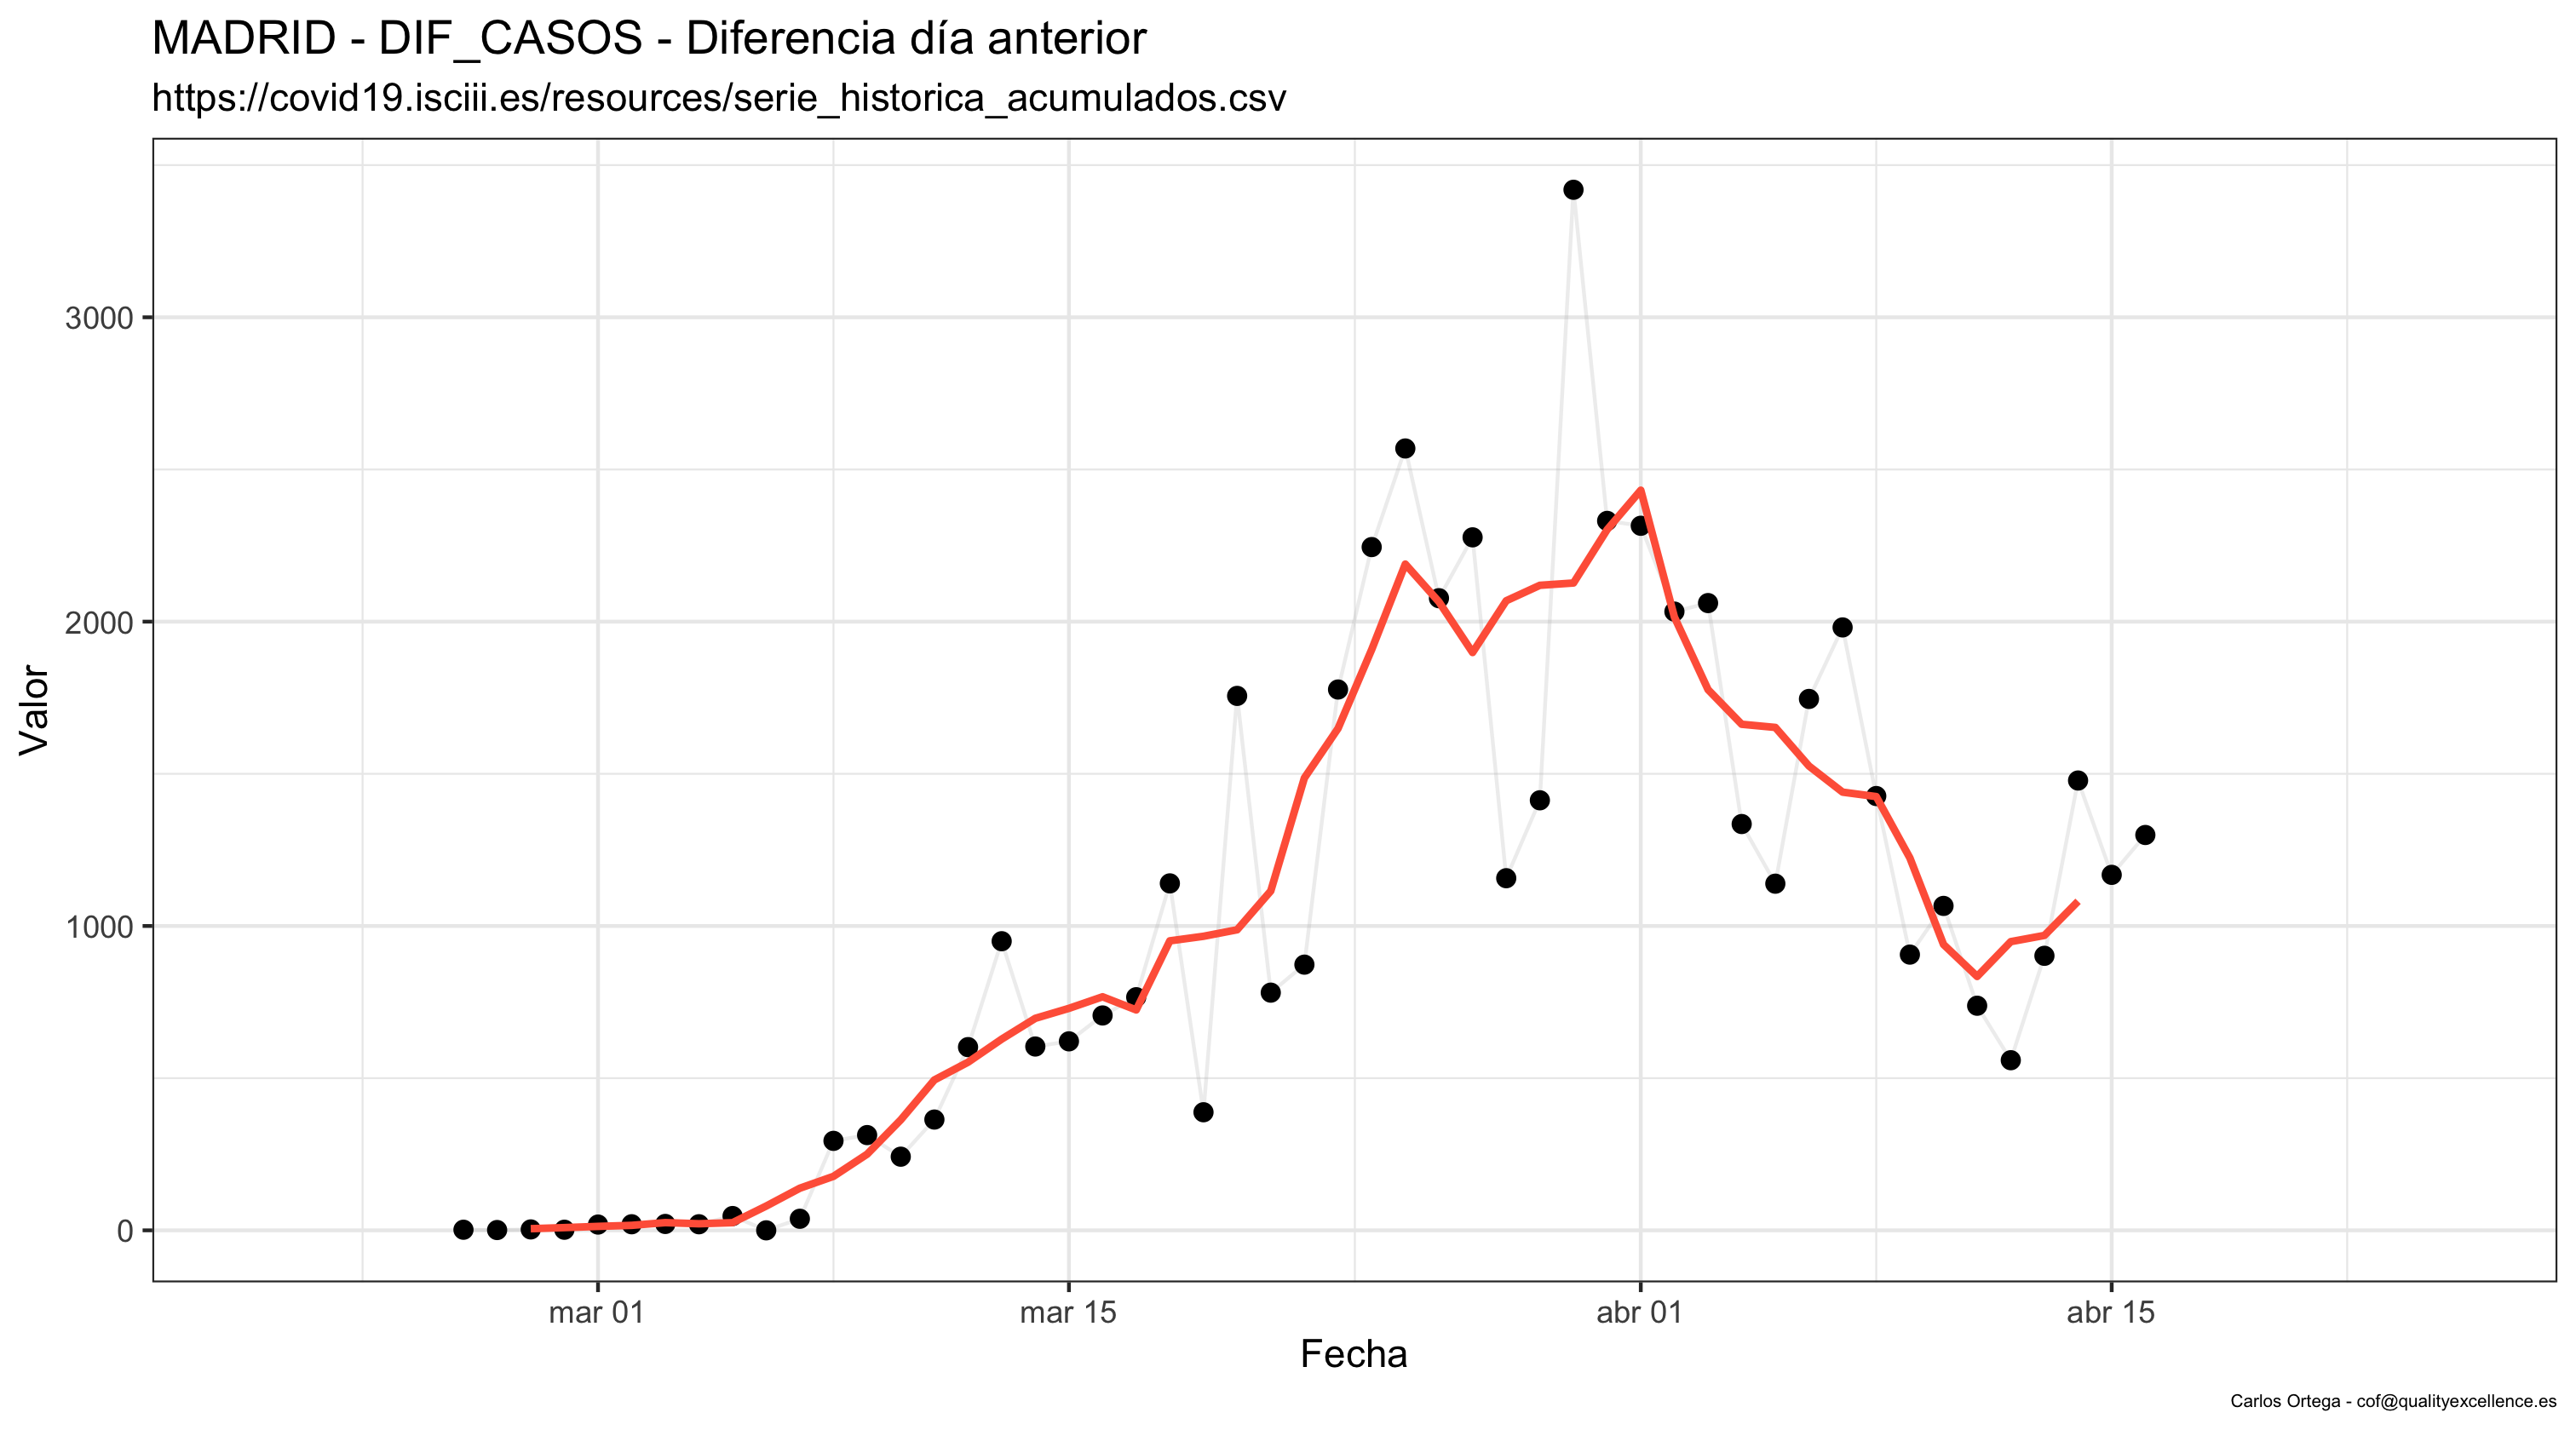 MADRID - DIF_CASOS - Diferencia día anterior
https://covid19.isciii.es/resources/serie_historica_acumulados.csv
Valor
3000
2000
1000
0
mar 01
mar 15
abr 01
abr 15
Fecha
Carlos Ortega - cof@qualityexcellence.es